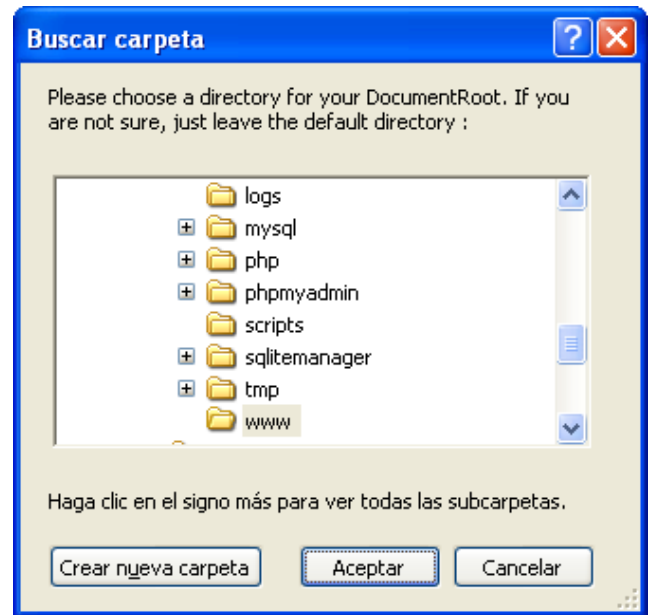 Buscar carpeta
Please choose a directory for your DocumentRoot. If you
are not sure, just leave the default directory :
logs
mysql
php
phpmyadmin
scripts
sqlitemanager
tmp
www
Haga clic en el signo más para ver todas las subcarpetas.
Crear nueva carpeta Aceptar Cancelar